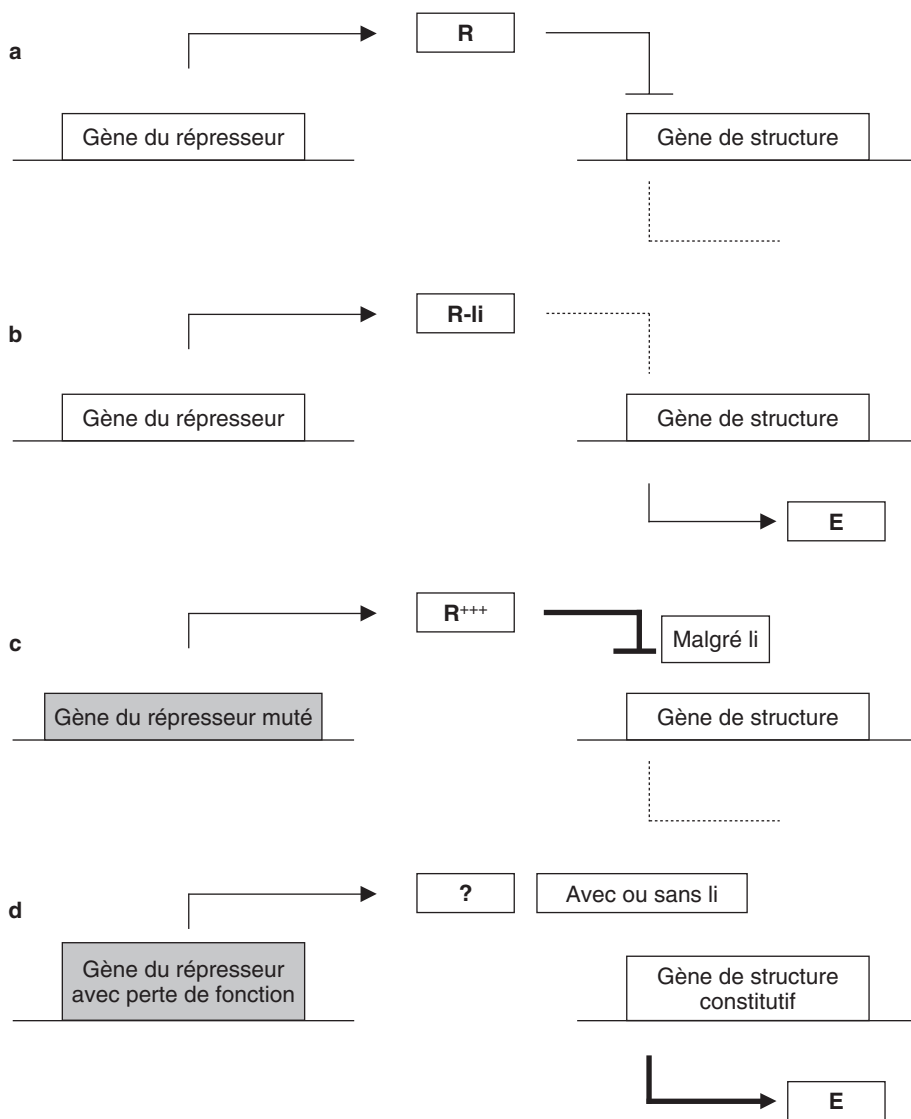 a
R
Gène du répresseur
Gène de structure
b
R-li
Gène du répresseur
Gène de structure
E
c
R+++
Malgré li
Gène du répresseur muté
Gène de structure
d
?
Avec ou sans li
Gène du répresseur
avec perte de fonction
Gène de structure
constitutif
E